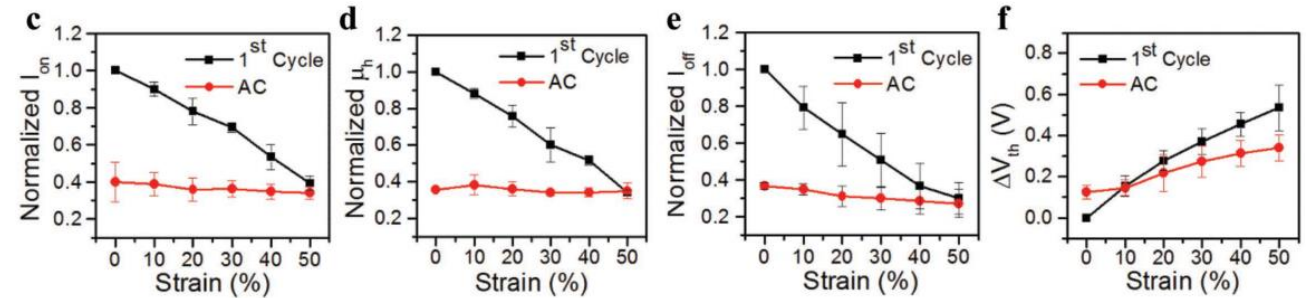 c
Normalized I_on
1.2
1.0
0.8
0.6
0.4
0.2
1st Cycle
AC
0 10 20 30 40 50
Strain (%)
d
Normalized μ_h
1.2
1.0
0.8
0.6
0.4
0.2
1st Cycle
AC
0 10 20 30 40 50
Strain (%)
e
Normalized I_off
1.2
1.0
0.8
0.6
0.4
0.2
1st Cycle
AC
0 10 20 30 40 50
Strain (%)
f
ΔV_th (V)
0.8
0.6
0.4
0.2
0.0
1st Cycle
AC
0 10 20 30 40 50
Strain (%)